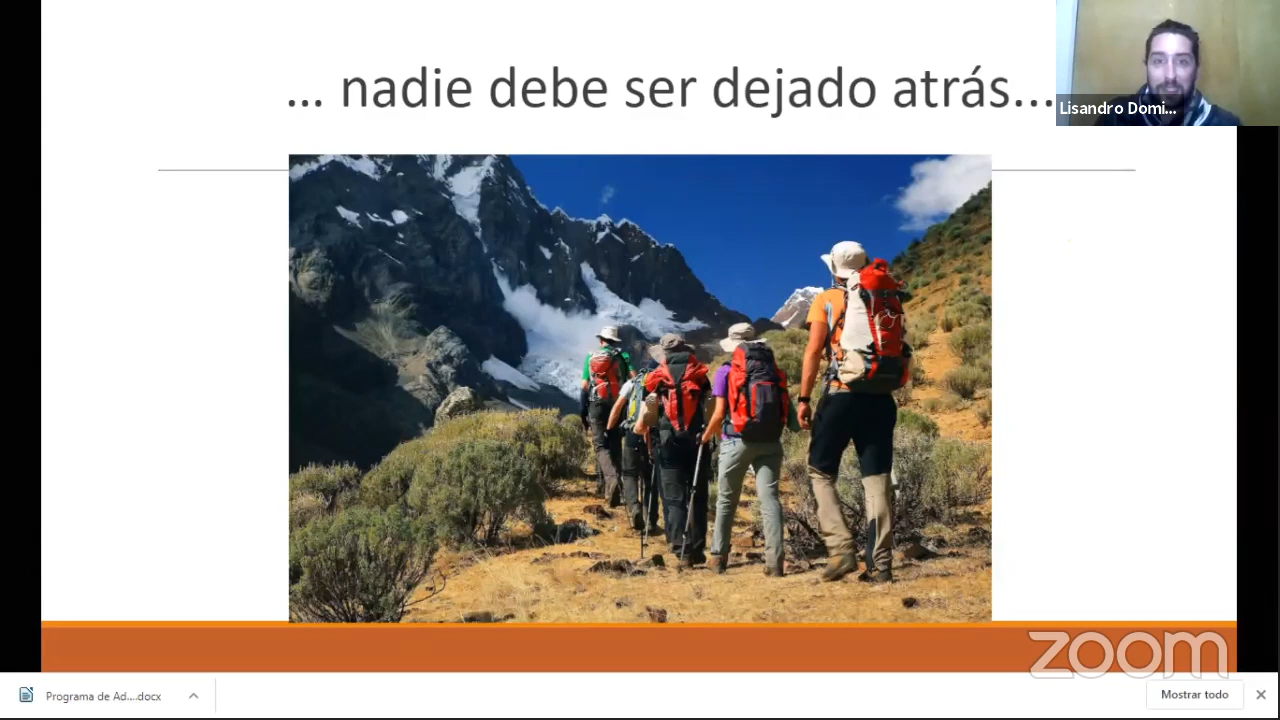 ... nadie debe ser dejado atrás...
Lisandro Domi...
zoom
Programa de Ad....docx
Mostrar todo